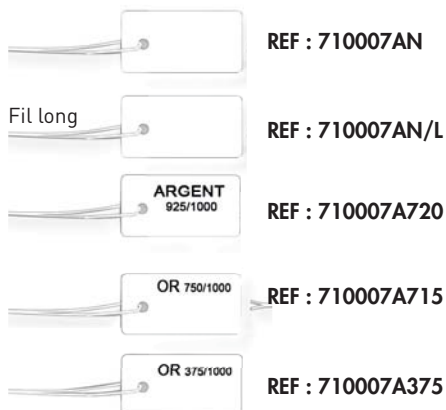 REF : 710007AN
Fil long
REF : 710007AN/L
ARGENT
925/1000
REF : 710007A720
OR 750/1000
REF : 710007A715
OR 375/1000
REF : 710007A375